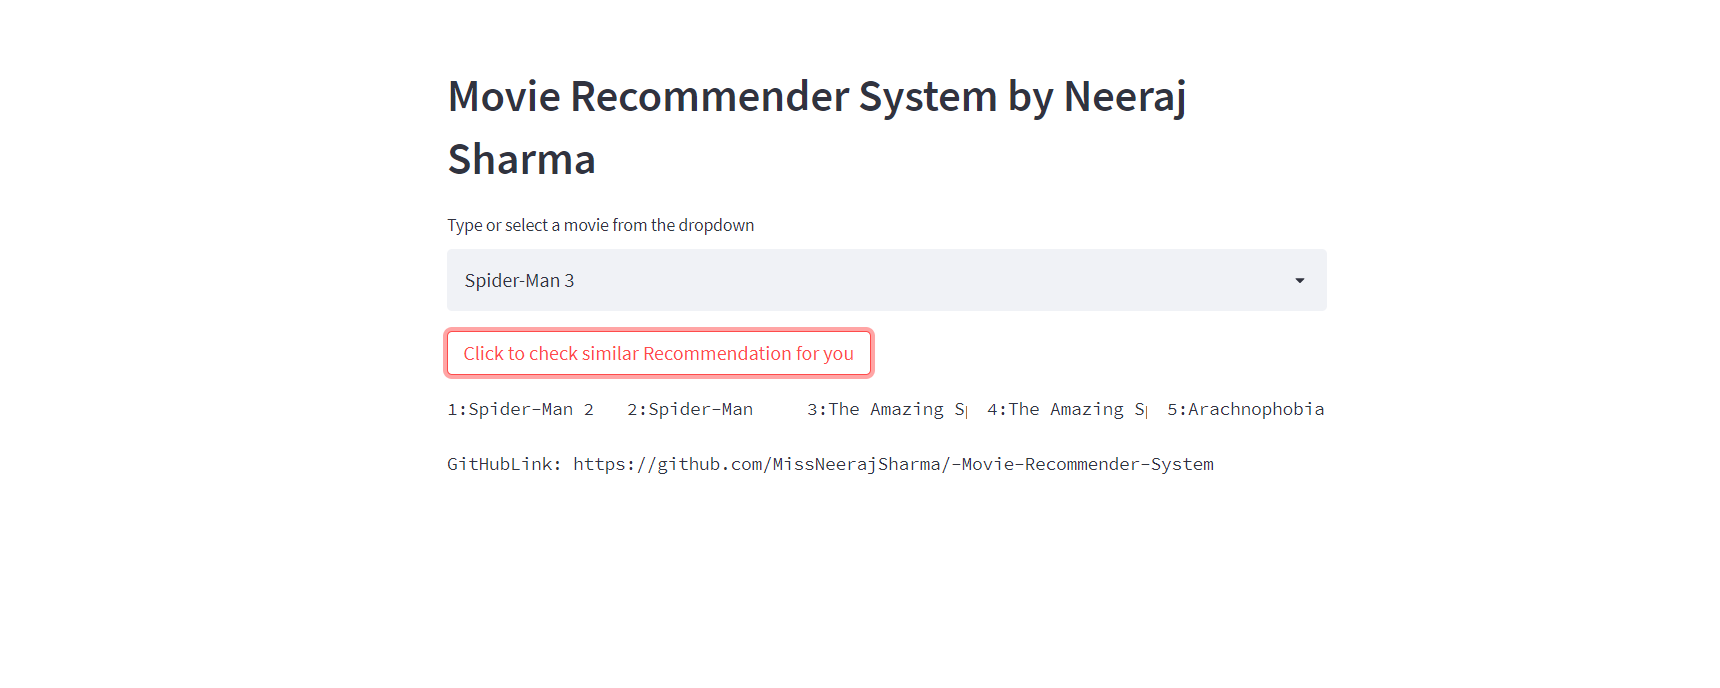 Movie Recommender System by Neeraj
Sharma
Type or select a movie from the dropdown
Spider-Man 3
Click to check similar Recommendation for you
1:Spider-Man 2 2:Spider-Man 3:The Amazing Sp 4:The Amazing Sp 5:Arachnophobia
GitHubLink: https://github.com/MissNeerajSharma/-Movie-Recommender-System